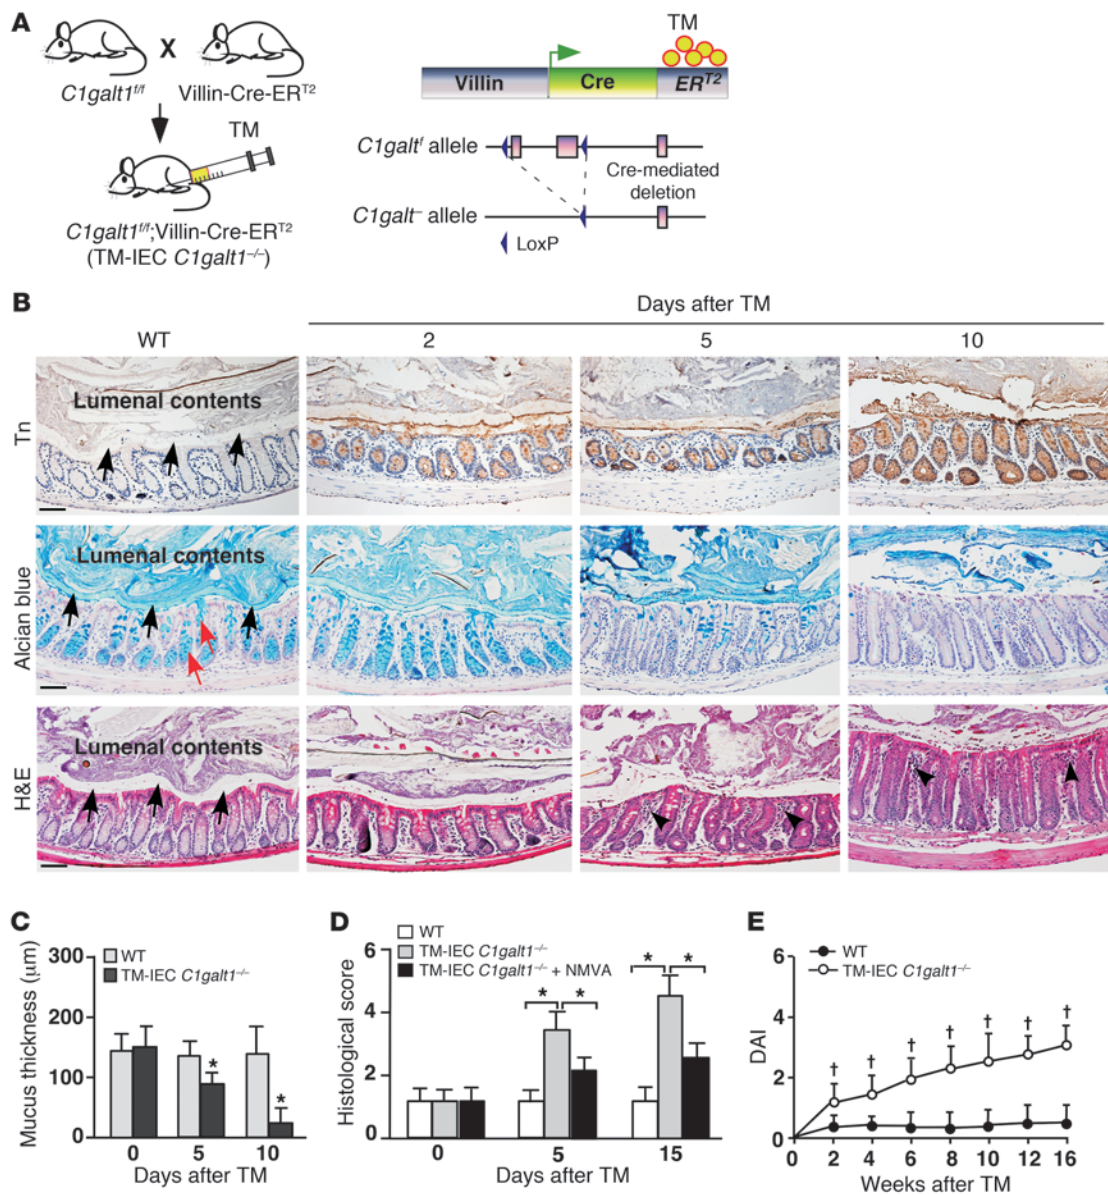 A
X
C1galt1f/f Villin-Cre-ERT2
TM
C1galt1f/f;Villin-Cre-ERT2
(TM-IEC C1galt1–/–)
TM
Villin Cre ERT2
C1galtf allele
Cre-mediated
deletion
C1galt– allele
LoxP
B
Days after TM
WT 2 5 10
Tn
Lumenal contents
Alcian blue
Lumenal contents
H&E
Lumenal contents
C
WT
TM-IEC C1galt1–/–
Mucus thickness (μm)
300
200
100
0
*
*
0 5 10
Days after TM
D
WT
TM-IEC C1galt1–/–
TM-IEC C1galt1–/– + NMVA
Histological score
6
4
2
0
* *
* *
0 5 15
Days after TM
E
WT
TM-IEC C1galt1–/–
DAI
6
4
2
0
† † † † † † †
0 2 4 6 8 10 12 16
Weeks after TM